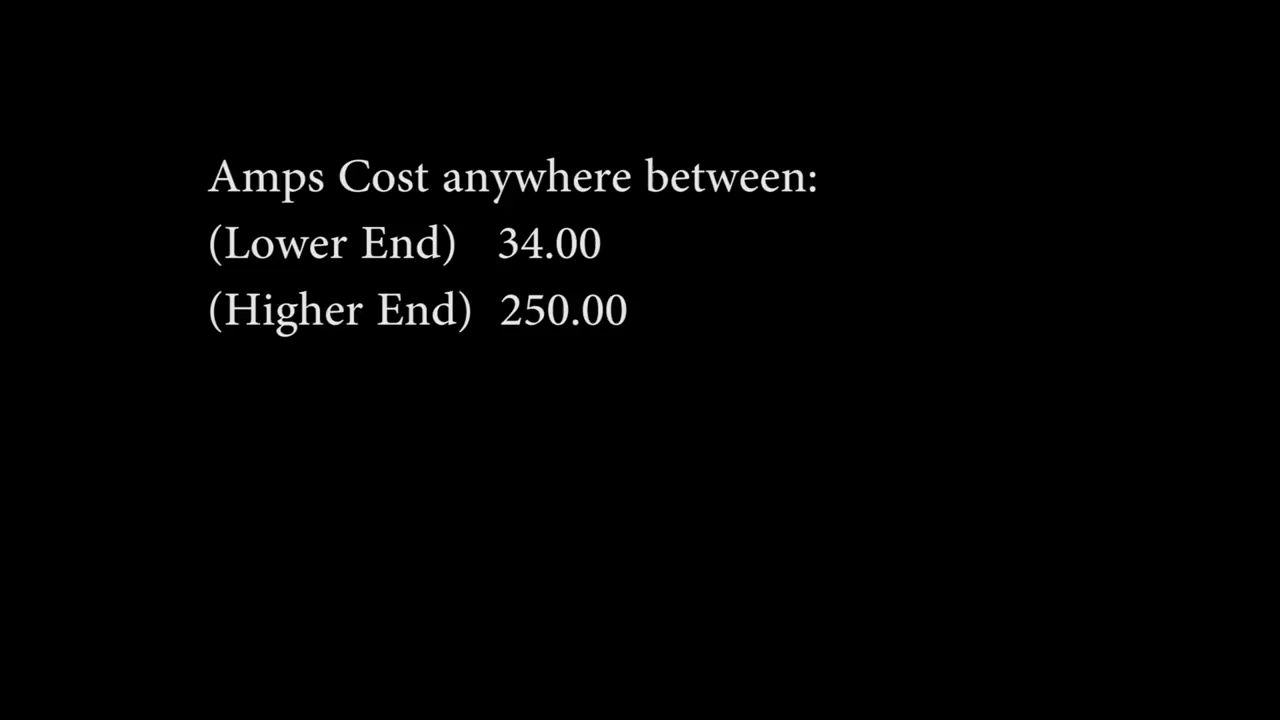 Amps Cost anywhere between:
(Lower End) 34.00
(Higher End) 250.00